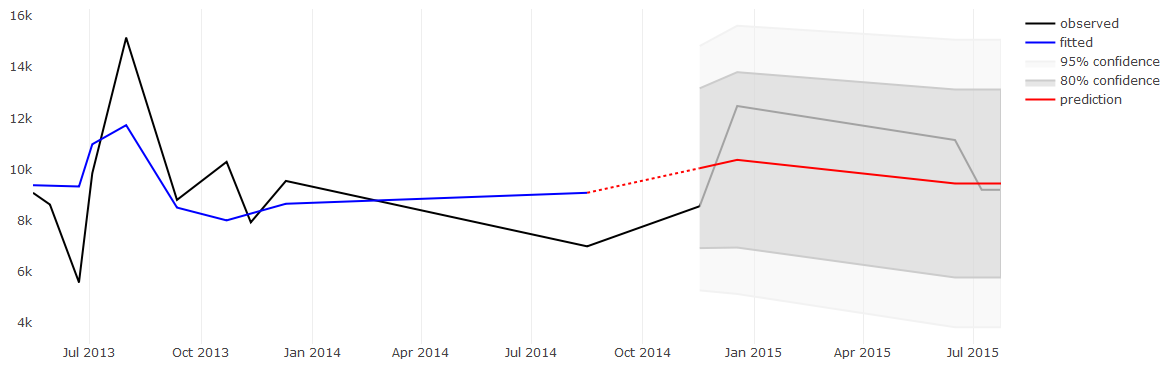 16k
14k
12k
10k
8k
6k
4k
Jul 2013
Oct 2013
Jan 2014
Apr 2014
Jul 2014
Oct 2014
Jan 2015
Apr 2015
Jul 2015
observed
fitted
95% confidence
80% confidence
prediction